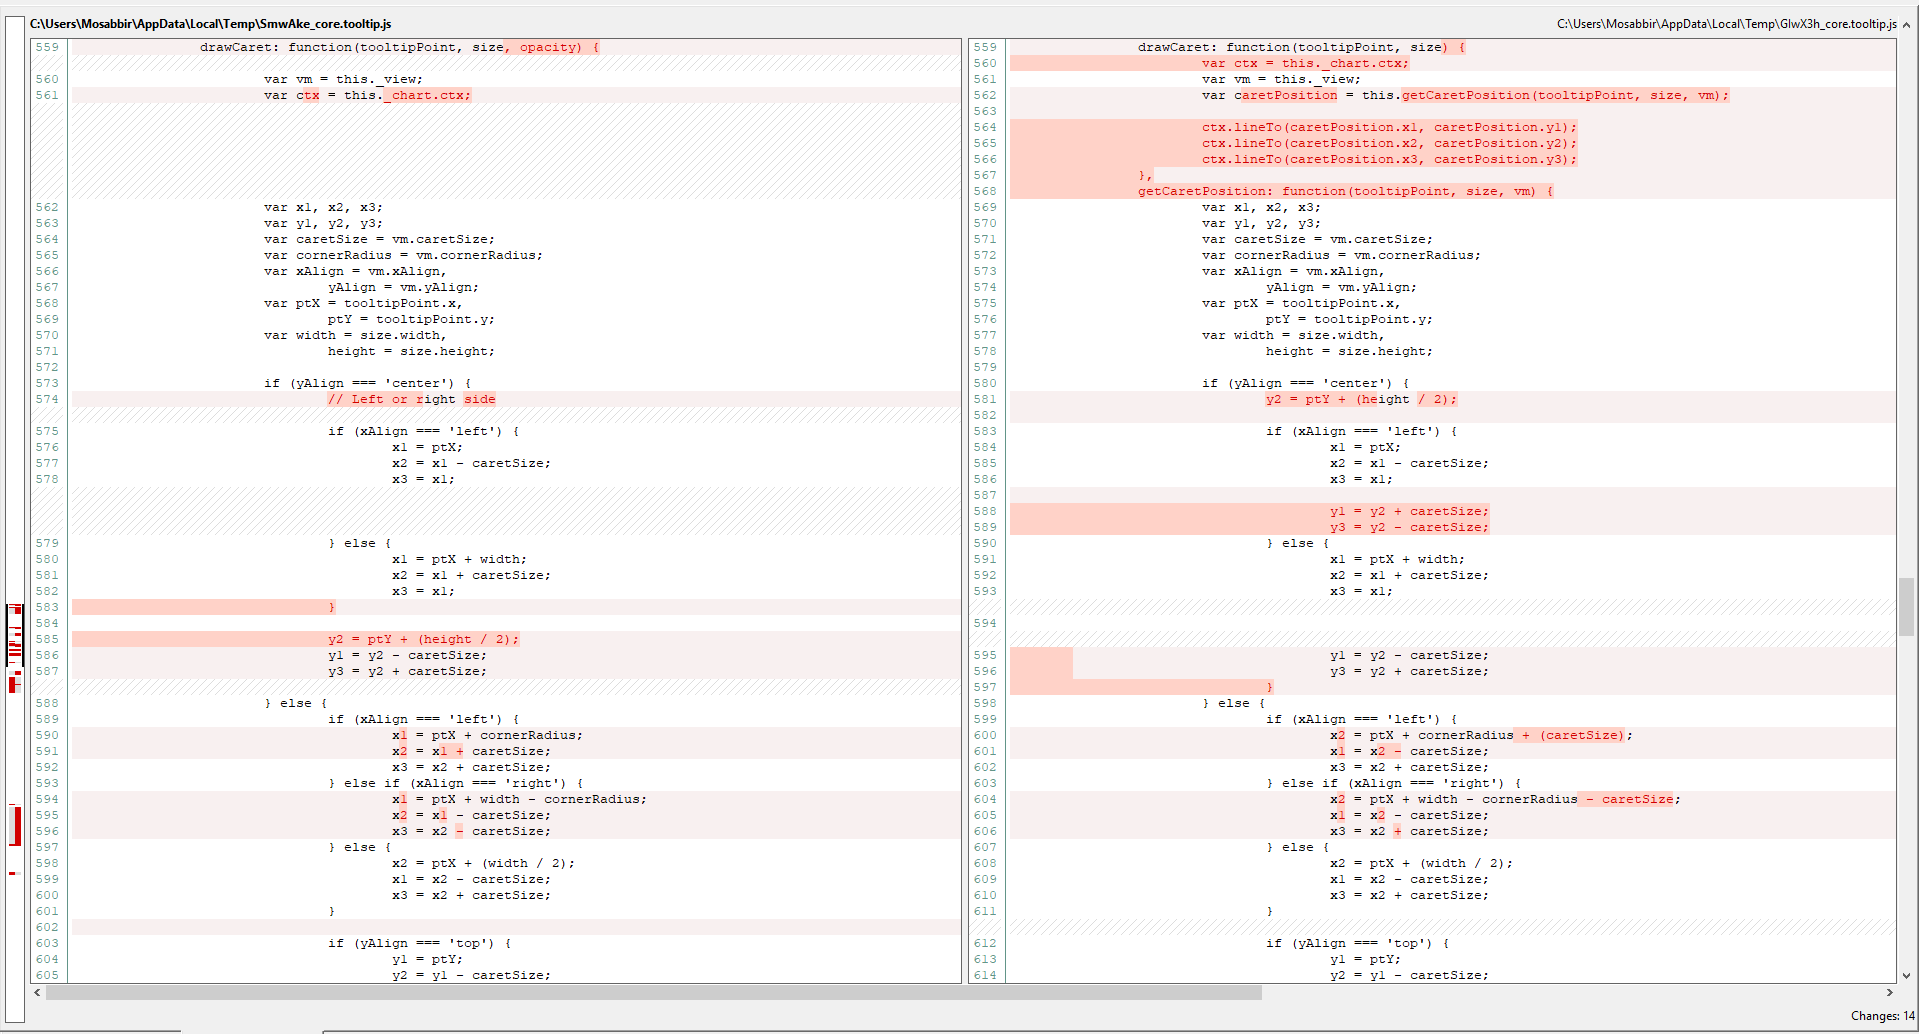 C:\Users\Mosabbir\AppData\Local\Temp\SmwAke_core.tooltip.js
559 drawCaret: function(tooltipPoint, size, opacity) {
560 var vm = this._view;
561 var ctx = this._chart.ctx;
562 var x1, x2, x3;
563 var y1, y2, y3;
564 var caretSize = vm.caretSize;
565 var cornerRadius = vm.cornerRadius;
566 var xAlign = vm.xAlign,
567 yAlign = vm.yAlign;
568 var ptX = tooltipPoint.x,
569 ptY = tooltipPoint.y;
570 var width = size.width,
571 height = size.height;
572
573 if (yAlign === 'center') {
574 // Left or right side
575 if (xAlign === 'left') {
576 x1 = ptX;
577 x2 = x1 - caretSize;
578 x3 = x1;
579 } else {
580 x1 = ptX + width;
581 x2 = x1 + caretSize;
582 x3 = x1;
583 }
584
585 y2 = ptY + (height / 2);
586 y1 = y2 - caretSize;
587 y3 = y2 + caretSize;
588 } else {
589 if (xAlign === 'left') {
590 x1 = ptX + cornerRadius;
591 x2 = x1 + caretSize;
592 x3 = x2 + caretSize;
593 } else if (xAlign === 'right') {
594 x1 = ptX + width - cornerRadius;
595 x2 = x1 - caretSize;
596 x3 = x2 - caretSize;
597 } else {
598 x2 = ptX + (width / 2);
599 x1 = x2 - caretSize;
600 x3 = x2 + caretSize;
601 }
602
603 if (yAlign === 'top') {
604 y1 = ptY;
605 y2 = y1 - caretSize;
C:\Users\Mosabbir\AppData\Local\Temp\GlwX3h_core.tooltip.js
559 drawCaret: function(tooltipPoint, size) {
560 var ctx = this._chart.ctx;
561 var vm = this._view;
562 var caretPosition = this.getCaretPosition(tooltipPoint, size, vm);
563
564 ctx.lineTo(caretPosition.x1, caretPosition.y1);
565 ctx.lineTo(caretPosition.x2, caretPosition.y2);
566 ctx.lineTo(caretPosition.x3, caretPosition.y3);
567 },
568 getCaretPosition: function(tooltipPoint, size, vm) {
569 var x1, x2, x3;
570 var y1, y2, y3;
571 var caretSize = vm.caretSize;
572 var cornerRadius = vm.cornerRadius;
573 var xAlign = vm.xAlign,
574 yAlign = vm.yAlign;
575 var ptX = tooltipPoint.x,
576 ptY = tooltipPoint.y;
577 var width = size.width,
578 height = size.height;
579
580 if (yAlign === 'center') {
581 y2 = ptY + (height / 2);
582
583 if (xAlign === 'left') {
584 x1 = ptX;
585 x2 = x1 - caretSize;
586 x3 = x1;
587
588 y1 = y2 + caretSize;
589 y3 = y2 - caretSize;
590 } else {
591 x1 = ptX + width;
592 x2 = x1 + caretSize;
593 x3 = x1;
594
595 y1 = y2 - caretSize;
596 y3 = y2 + caretSize;
597 }
598 } else {
599 if (xAlign === 'left') {
600 x2 = ptX + cornerRadius + (caretSize);
601 x1 = x2 - caretSize;
602 x3 = x2 + caretSize;
603 } else if (xAlign === 'right') {
604 x2 = ptX + width - cornerRadius - caretSize;
605 x1 = x2 - caretSize;
606 x3 = x2 + caretSize;
607 } else {
608 x2 = ptX + (width / 2);
609 x1 = x2 - caretSize;
610 x3 = x2 + caretSize;
611 }
612 if (yAlign === 'top') {
613 y1 = ptY;
614 y2 = y1 - caretSize;
Changes: 14